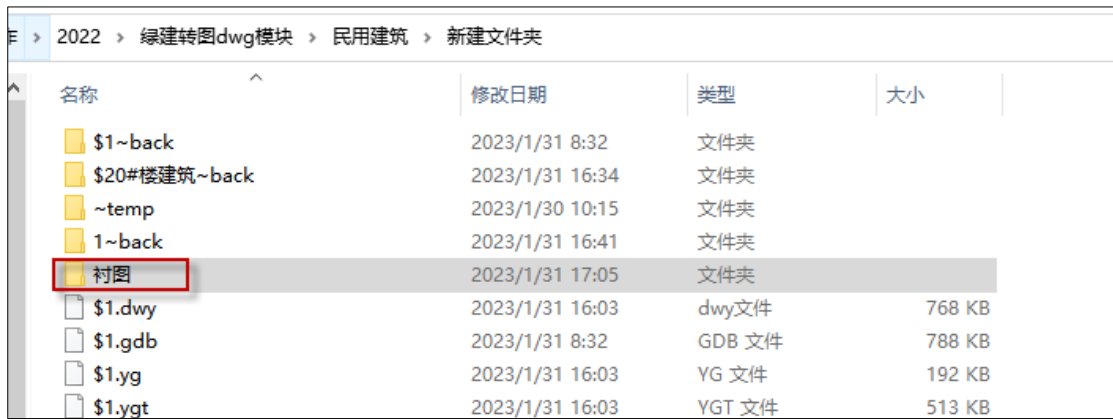 2022 > 绿建转图dwg模块 > 民用建筑 > 新建文件夹
名称 修改日期 类型 大小
$1~back 2023/1/31 8:32 文件夹
$20#楼建筑~back 2023/1/31 16:34 文件夹
~temp 2023/1/30 10:15 文件夹
1~back 2023/1/31 16:41 文件夹
衬图 2023/1/31 17:05 文件夹
$1.dwy 2023/1/31 16:03 dwy文件 768 KB
$1.gdb 2023/1/31 8:32 GDB 文件 788 KB
$1.yg 2023/1/31 16:03 YG 文件 192 KB
$1.ygt 2023/1/31 16:03 YGT 文件 513 KB